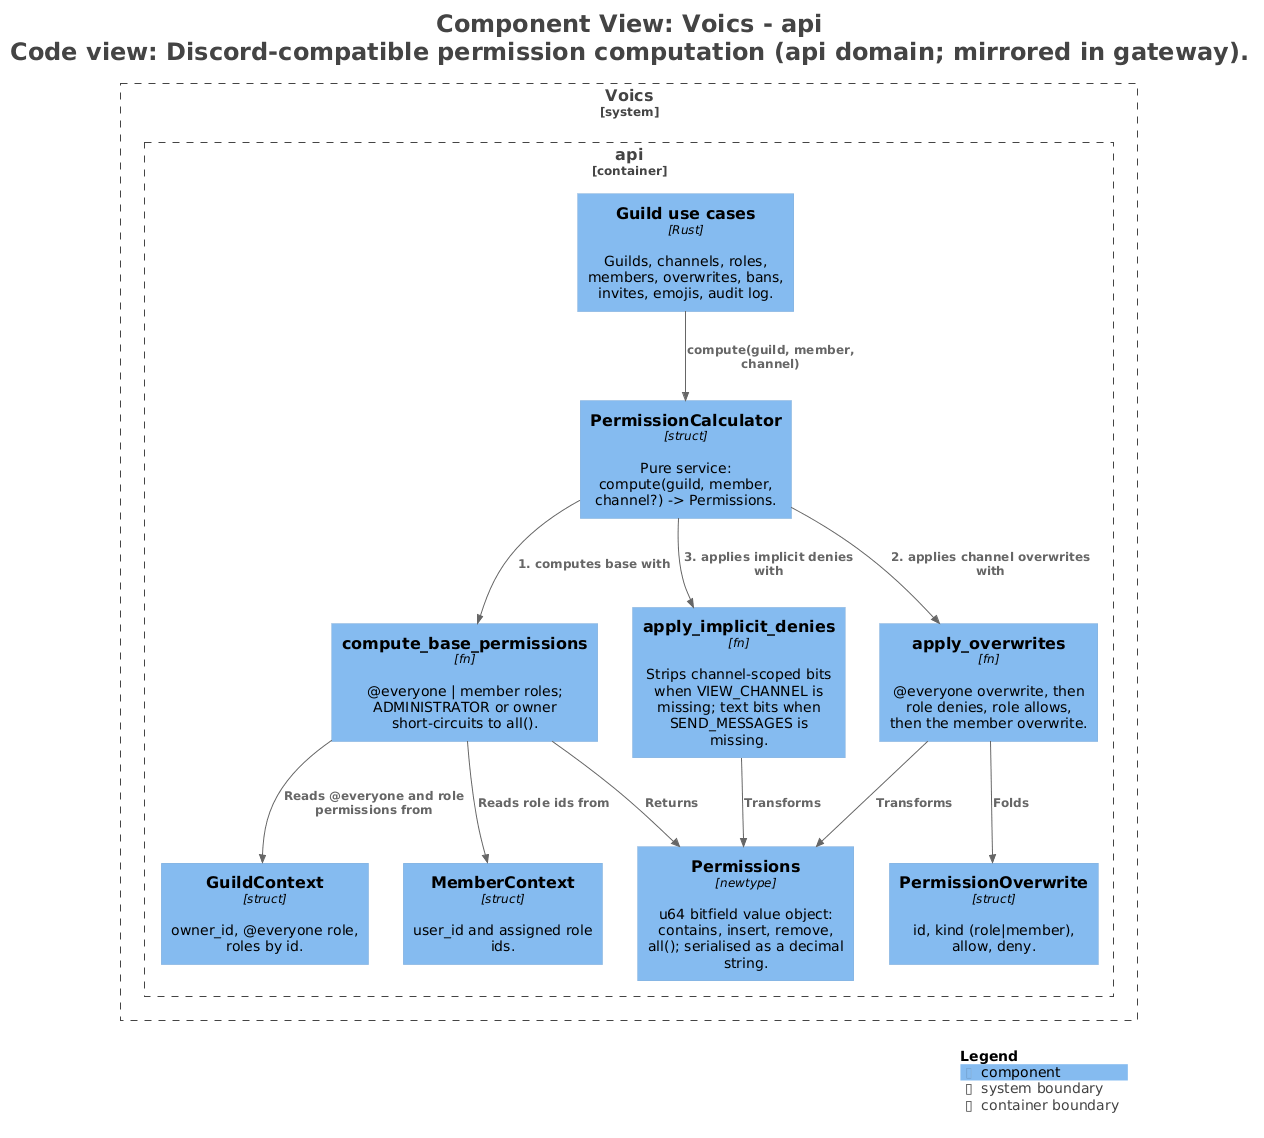 Component View: Voics - api
Code view: Discord-compatible permission computation (api domain; mirrored in gateway).
Voics
[system]
api
[container]
Guild use cases
[Rust]
Guilds, channels, roles,
members, overwrites, bans,
invites, emojis, audit log.
compute(guild, member,
channel)
PermissionCalculator
[struct]
Pure service:
compute(guild, member,
channel?) -> Permissions.
1. computes base with
3. applies implicit denies
with
2. applies channel overwrites
with
compute_base_permissions
[fn]
@everyone | member roles;
ADMINISTRATOR or owner
short-circuits to all().
apply_implicit_denies
[fn]
Strips channel-scoped bits
when VIEW_CHANNEL is
missing; text bits when
SEND_MESSAGES is
missing.
apply_overwrites
[fn]
@everyone overwrite, then
role denies, role allows,
then the member overwrite.
Reads @everyone and role
permissions from
Reads role ids from
Returns
Transforms
Transforms
Folds
GuildContext
[struct]
owner_id, @everyone role,
roles by id.
MemberContext
[struct]
user_id and assigned role
ids.
Permissions
[newtype]
u64 bitfield value object:
contains, insert, remove,
all(); serialised as a decimal
string.
PermissionOverwrite
[struct]
id, kind (role|member),
allow, deny.
Legend
component
system boundary
container boundary